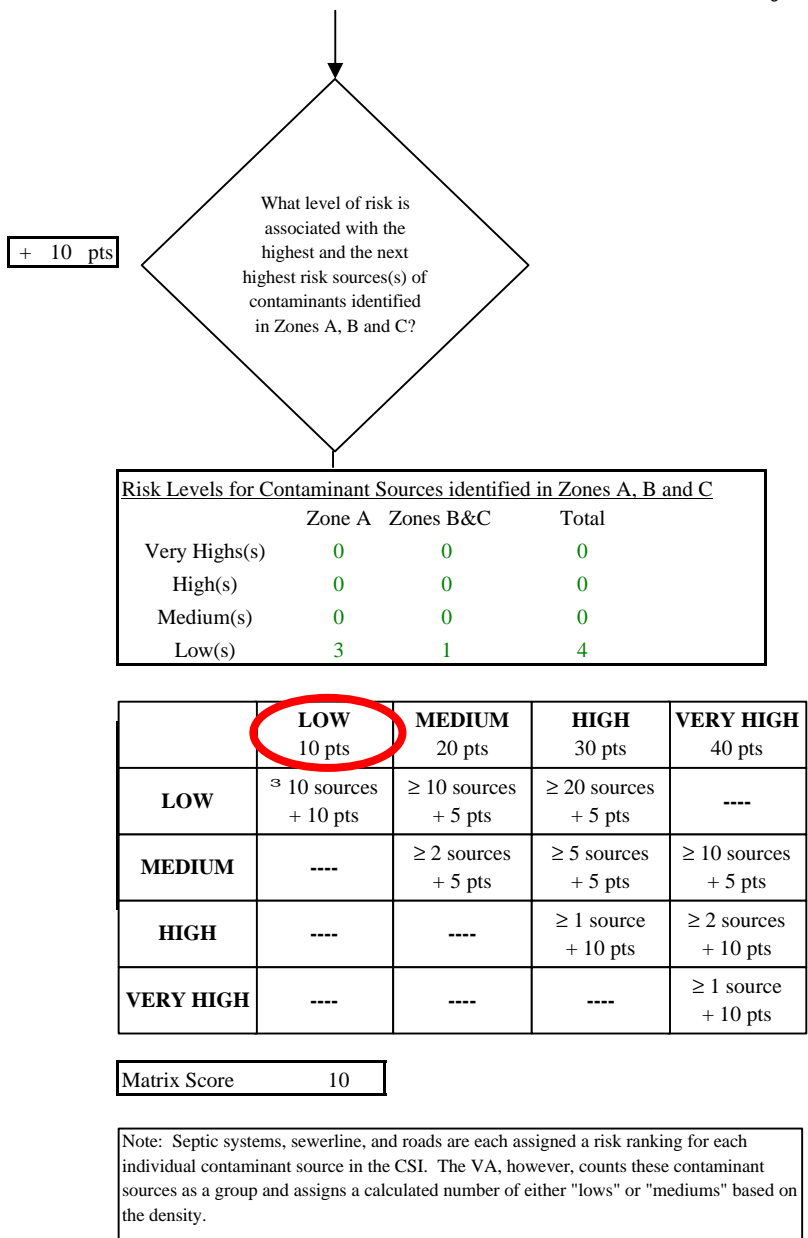 What level of risk is
associated with the
highest and the next
highest risk sources(s) of
contaminants identified
in Zones A, B and C?
+ 10 pts
Risk Levels for Contaminant Sources identified in Zones A, B and C
Zone A Zones B&C Total
Very Highs(s) 0 0 0
High(s) 0 0 0
Medium(s) 0 0 0
Low(s) 3 1 4
LOW MEDIUM HIGH VERY HIGH
10 pts 20 pts 30 pts 40 pts
LOW ³ 10 sources + 10 pts ≥ 10 sources + 5 pts ≥ 20 sources + 5 pts ----
MEDIUM ---- ≥ 2 sources + 5 pts ≥ 5 sources + 5 pts ≥ 10 sources + 5 pts
HIGH ---- ---- ≥ 1 source + 10 pts ≥ 2 sources + 10 pts
VERY HIGH ---- ---- ---- ≥ 1 source + 10 pts
Matrix Score 10
Note: Septic systems, sewerline, and roads are each assigned a risk ranking for each
individual contaminant source in the CSI. The VA, however, counts these contaminant
sources as a group and assigns a calculated number of either "lows" or "mediums" based on
the density.